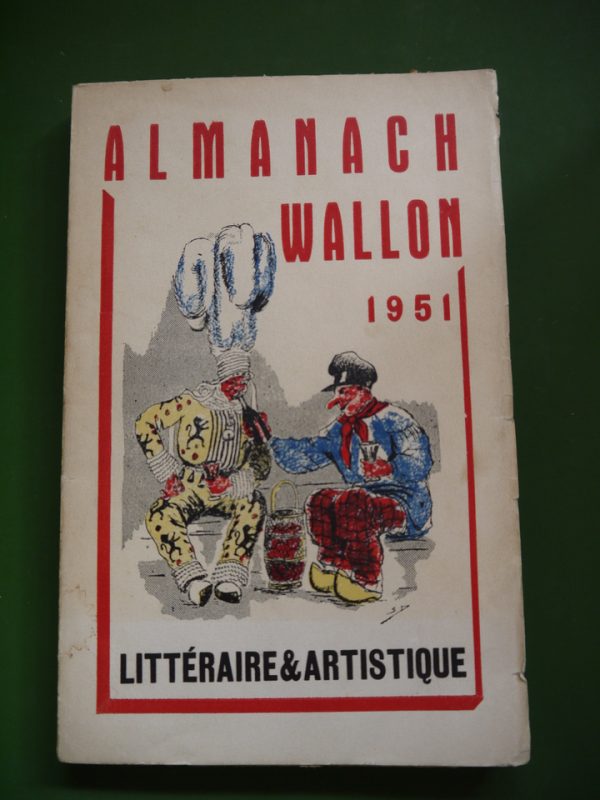 ALMANACH
WALLON
1951
LITTÉRAIRE&ARTISTIQUE